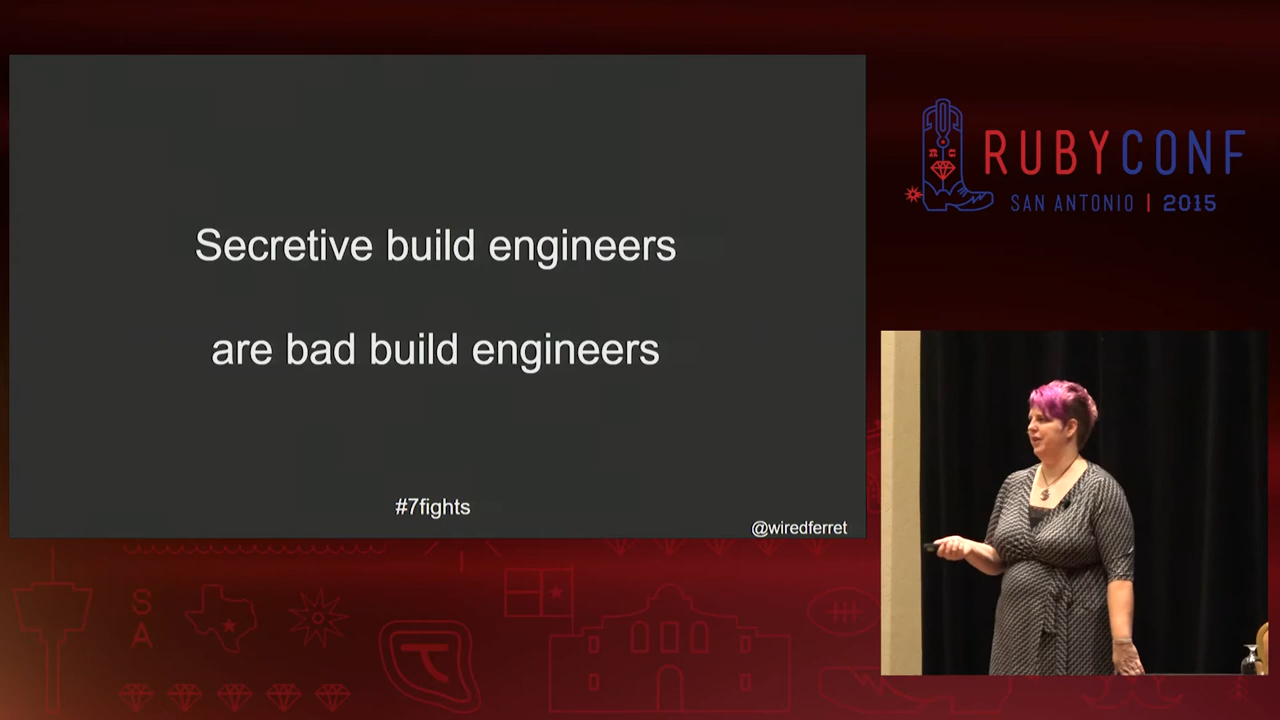 Secretive build engineers
are bad build engineers
#7fights
@wiredferret
RUBYCONF
SAN ANTONIO | 2015
S
A